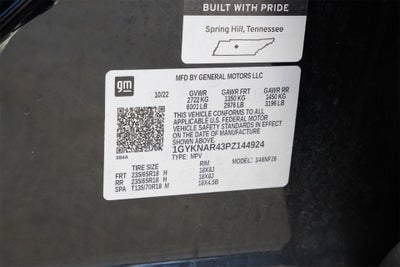 BUILT WITH PRIDE
Spring Hill, Tennessee
gm
MFD BY GENERAL MOTORS LLC
10/22 GVWR GAWR FRT GAWR RR
2722 KG 1350 KG 1450 KG
6001 LB 2976 LB 3196 LB
THIS VEHICLE CONFORMS TO ALL
APPLICABLE U.S. FEDERAL MOTOR
VEHICLE SAFETY STANDARDS IN EFFECT
ON THE DATE OF MANUFACTURE
SHOWN ABOVE.
1GYKNAR43PZ144924
TYPE: MPV MODEL: 346NF26
TIRE SIZE RIM
FRT 235/65R18 H 18X8J
RR 235/65R18 H 18X8J
SPA T135/70R18 M 18X4.5B